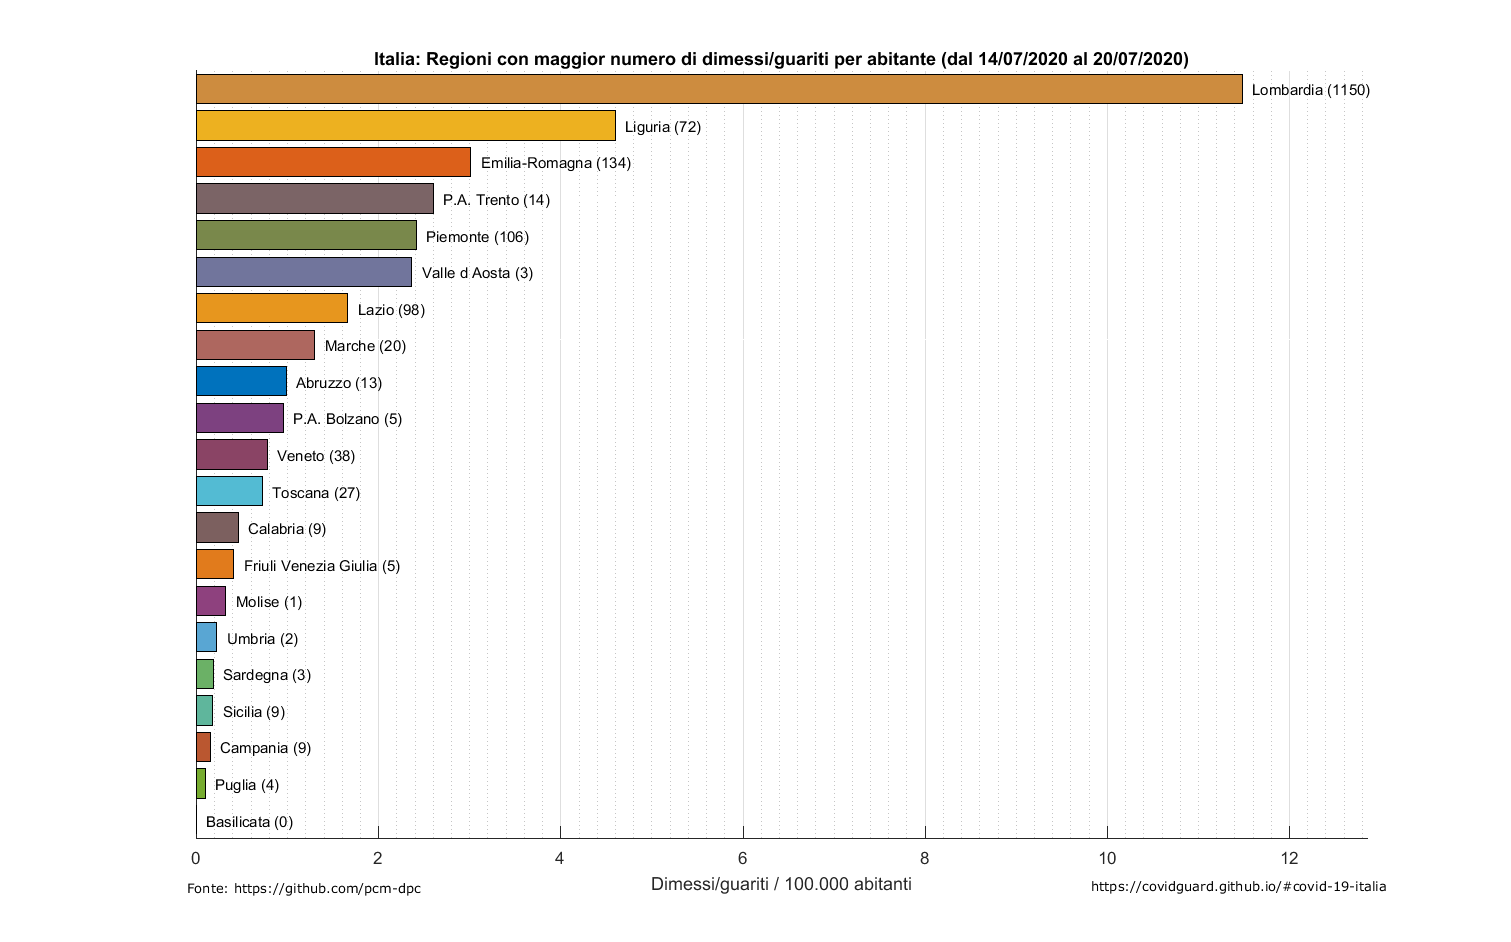 Italia: Regioni con maggior numero di dimessi/guariti per abitante (dal 14/07/2020 al 20/07/2020)
Lombardia (1150)
Liguria (72)
Emilia-Romagna (134)
P.A. Trento (14)
Piemonte (106)
Valle d Aosta (3)
Lazio (98)
Marche (20)
Abruzzo (13)
P.A. Bolzano (5)
Veneto (38)
Toscana (27)
Calabria (9)
Friuli Venezia Giulia (5)
Molise (1)
Umbria (2)
Sardegna (3)
Sicilia (9)
Campania (9)
Puglia (4)
Basilicata (0)
0 2 4 6 8 10 12
Dimessi/guariti / 100.000 abitanti
Fonte: https://github.com/pcm-dpc
https://covidguard.github.io/#covid-19-italia